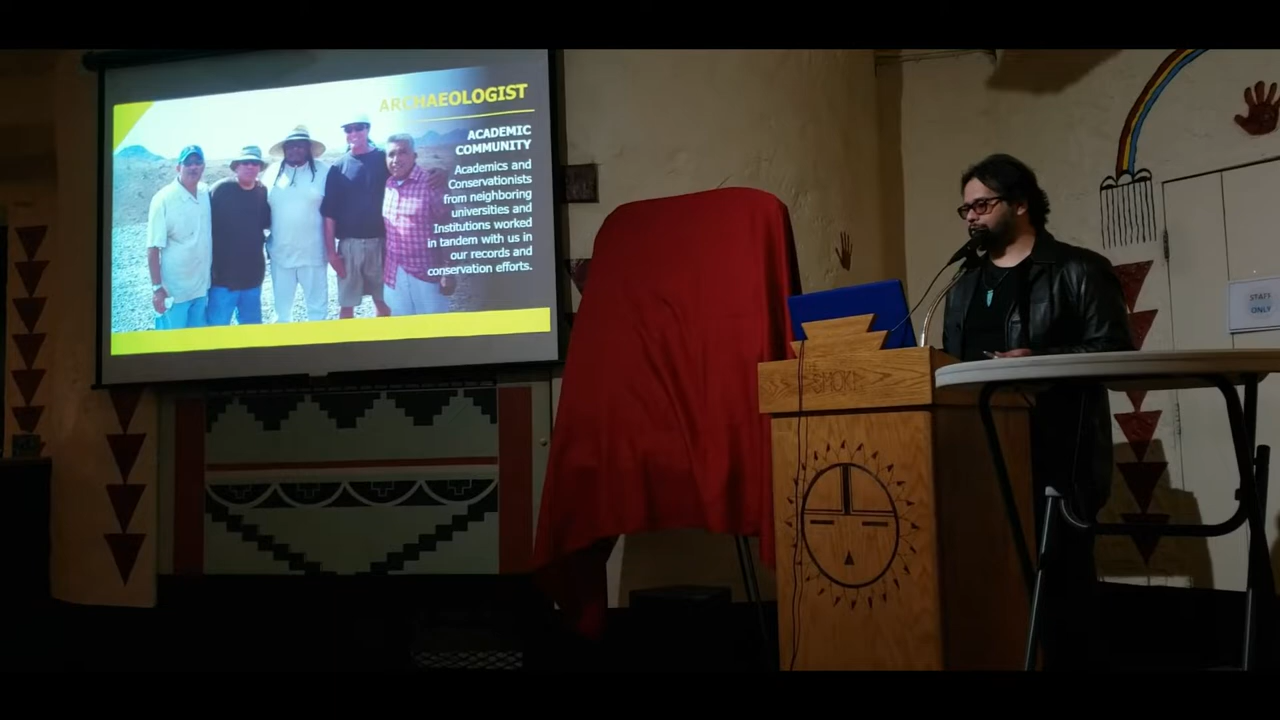 ARCHAEOLOGIST
ACADEMIC
COMMUNITY
Academics and
Conservationists
from neighboring
universities and
Institutions worked
in tandem with us in
our records and
conservation efforts.
STAFF
ONLY
SMOKI